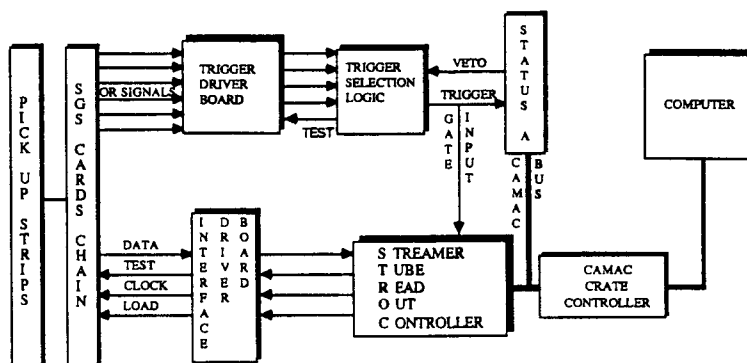 PICK UP STRIPS
SGS CARDS CHAIN
OR SIGNALS
TRIGGER
DRIVER
BOARD
TRIGGER
SELECTION
LOGIC
TEST
VETO
TRIGGER
GATE
INPUT
STATUS A
CAMAC
BUS
COMPUTER
DATA
TEST
CLOCK
LOAD
INTERFACE
DRIVER
BOARD
STREAMER
TUBE
READ
OUT
CONTROLLER
CAMAC
CRATE
CONTROLLER